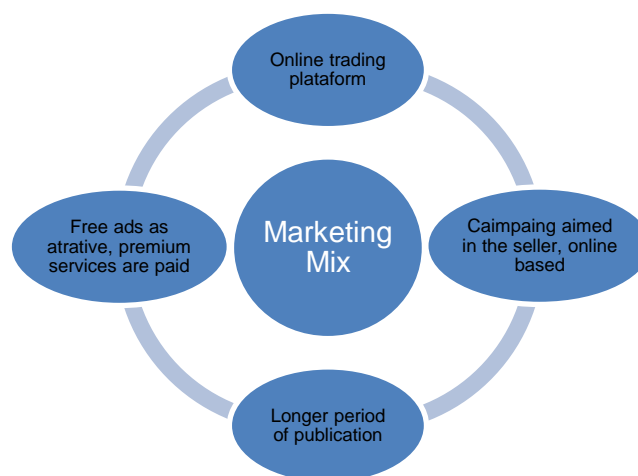 Online trading
plataform
Free ads as
atrative, premium
services are paid
Marketing
Mix
Caimpaing aimed
in the seller, online
based
Longer period
of publication